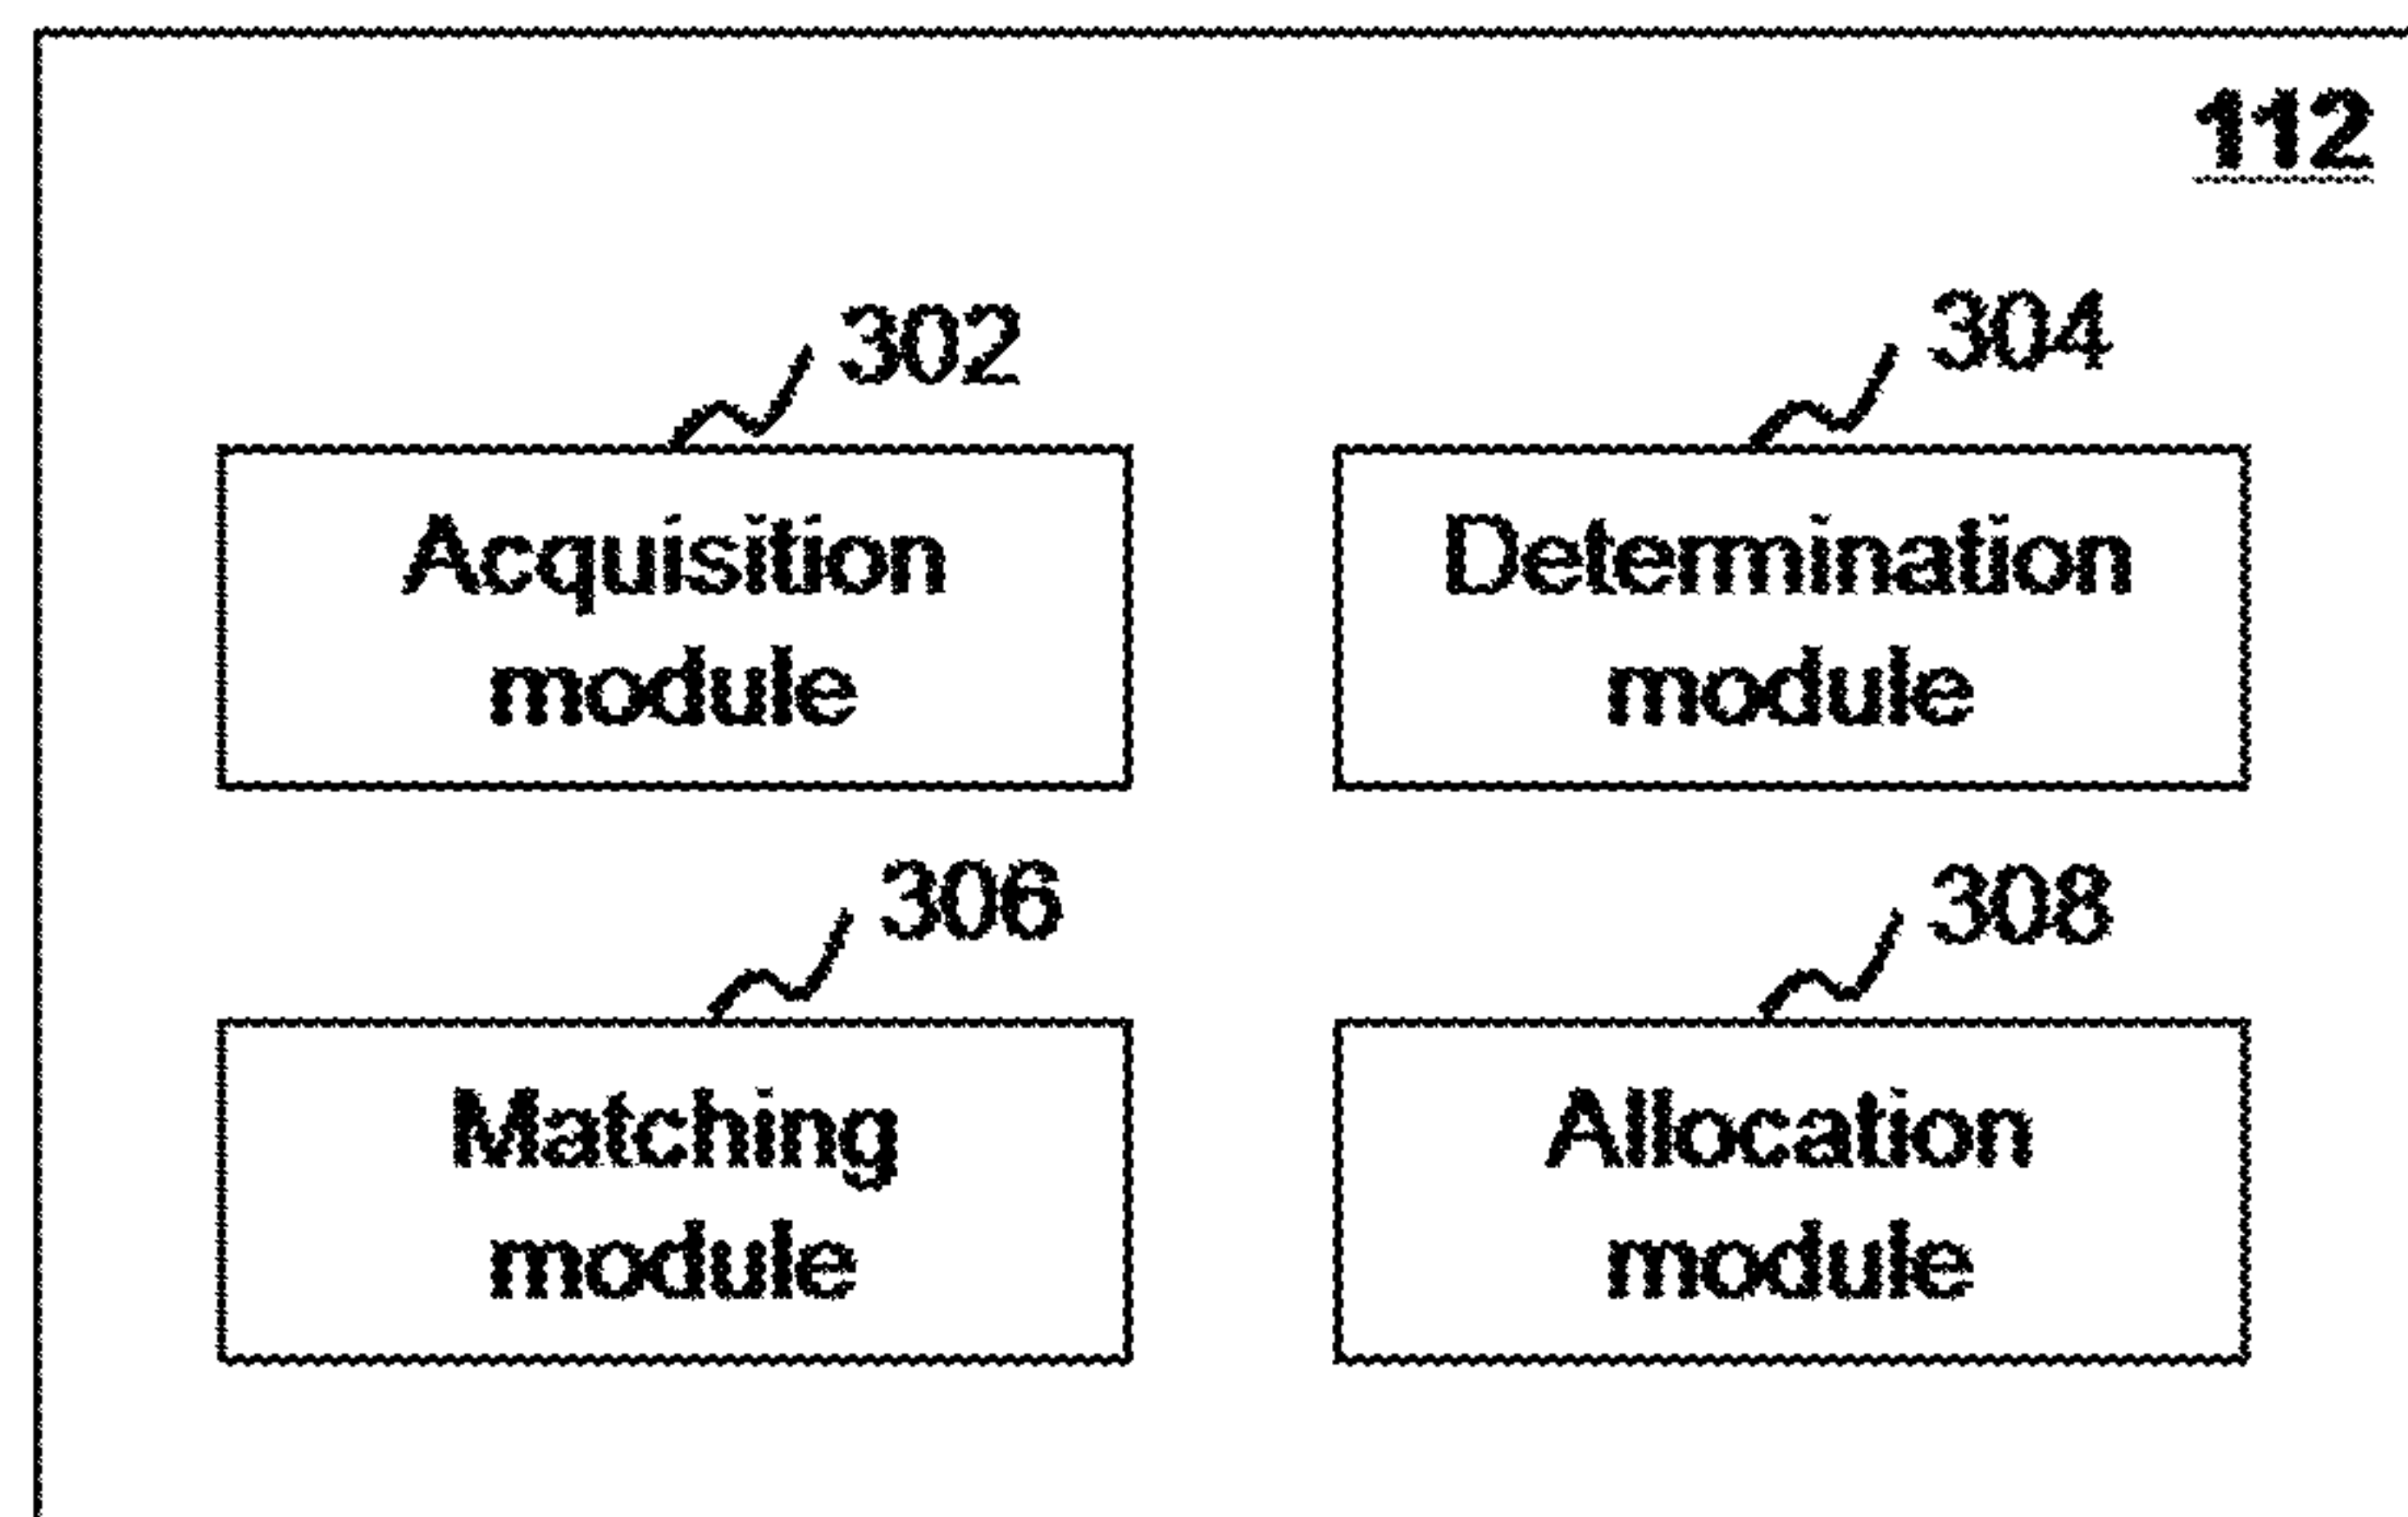 112
302
Acquisition
module
304
Determination
module
306
Matching
module
308
Allocation
module